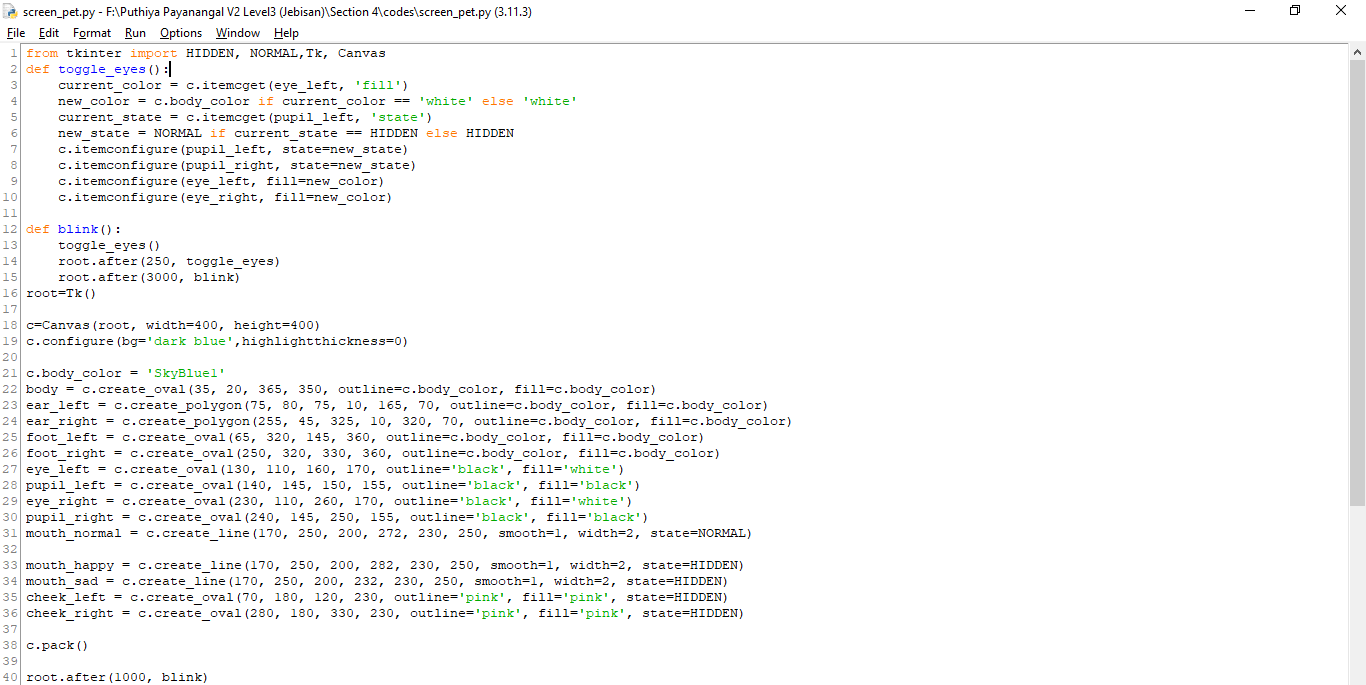 screen_pet.py - F:\Puthiya Payanangal V2 Level3 (Jebisan)\Section 4\codes\screen_pet.py (3.11.3)
File Edit Format Run Options Window Help
1 from tkinter import HIDDEN, NORMAL,Tk, Canvas
2 def toggle_eyes():
3     current_color = c.itemcget(eye_left, 'fill')
4     new_color = c.body_color if current_color == 'white' else 'white'
5     current_state = c.itemcget(pupil_left, 'state')
6     new_state = NORMAL if current_state == HIDDEN else HIDDEN
7     c.itemconfigure(pupil_left, state=new_state)
8     c.itemconfigure(pupil_right, state=new_state)
9     c.itemconfigure(eye_left, fill=new_color)
10     c.itemconfigure(eye_right, fill=new_color)
11
12 def blink():
13     toggle_eyes()
14     root.after(250, toggle_eyes)
15     root.after(3000, blink)
16 root=Tk()
17
18 c=Canvas(root, width=400, height=400)
19 c.configure(bg='dark blue',highlightthickness=0)
20
21 c.body_color = 'SkyBlue1'
22 body = c.create_oval(35, 20, 365, 350, outline=c.body_color, fill=c.body_color)
23 ear_left = c.create_polygon(75, 80, 75, 10, 165, 70, outline=c.body_color, fill=c.body_color)
24 ear_right = c.create_polygon(255, 45, 325, 10, 320, 70, outline=c.body_color, fill=c.body_color)
25 foot_left = c.create_oval(65, 320, 145, 360, outline=c.body_color, fill=c.body_color)
26 foot_right = c.create_oval(250, 320, 330, 360, outline=c.body_color, fill=c.body_color)
27 eye_left = c.create_oval(130, 110, 160, 170, outline='black', fill='white')
28 pupil_left = c.create_oval(140, 145, 150, 155, outline='black', fill='black')
29 eye_right = c.create_oval(230, 110, 260, 170, outline='black', fill='white')
30 pupil_right = c.create_oval(240, 145, 250, 155, outline='black', fill='black')
31 mouth_normal = c.create_line(170, 250, 200, 272, 230, 250, smooth=1, width=2, state=NORMAL)
32
33 mouth_happy = c.create_line(170, 250, 200, 282, 230, 250, smooth=1, width=2, state=HIDDEN)
34 mouth_sad = c.create_line(170, 250, 200, 232, 230, 250, smooth=1, width=2, state=HIDDEN)
35 cheek_left = c.create_oval(70, 180, 120, 230, outline='pink', fill='pink', state=HIDDEN)
36 cheek_right = c.create_oval(280, 180, 330, 230, outline='pink', fill='pink', state=HIDDEN)
37
38 c.pack()
39
40 root.after(1000, blink)